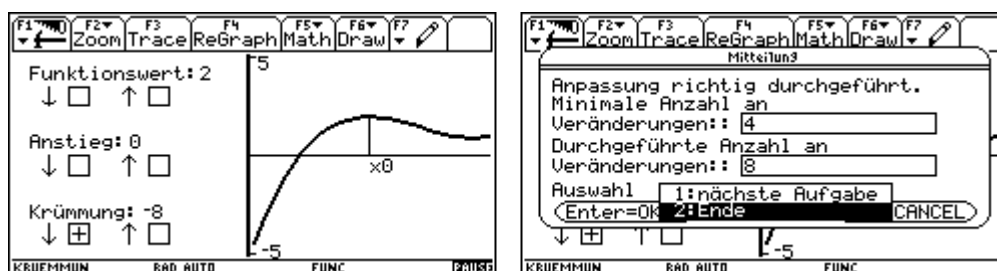 F1 F2 F3 F4 F5 F6 F7
Zoom Trace ReGraph Math Draw
Funktionswert: 2
↓ ↑
Anstieg: 0
↓ ↑
Krümmung: -8
↓ + ↑
5
x0
-5
KRUEMMUN RAD AUTO FUNC PAUSE
F1 F2 F3 F4 F5 F6 F7
Zoom Trace ReGraph Math Draw
Mitteilung
Anpassung richtig durchgeführt.
Minimale Anzahl an
Veränderungen:: 4
Durchgeführte Anzahl an
Veränderungen:: 8
Auswahl 1:nächste Aufgabe
Enter=OK 2:Ende CANCEL
↓ + ↑
-5
KRUEMMUN RAD AUTO FUNC